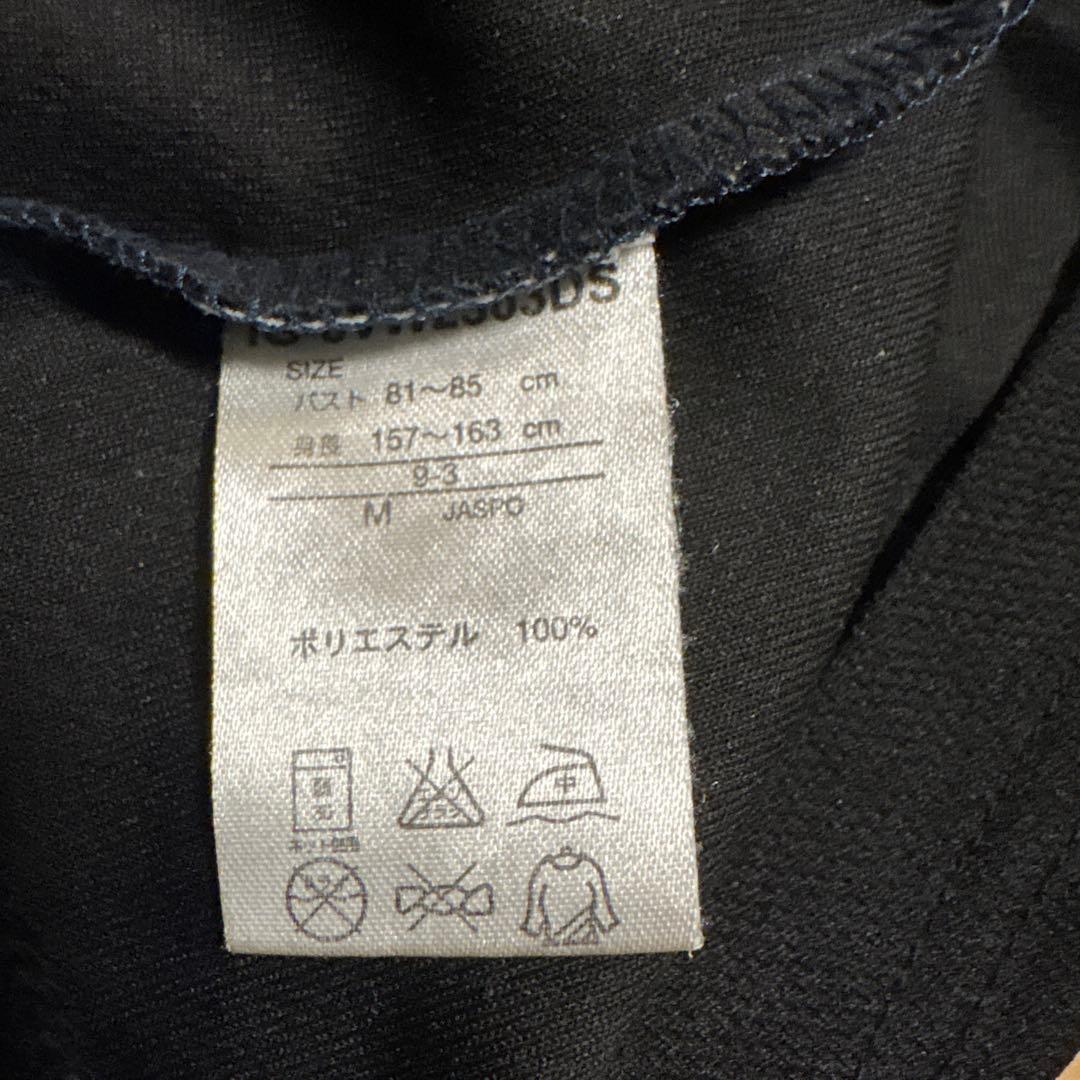 SIZE
バスト 81〜85 cm
身長 157〜163 cm
9-3
M JASPO
ポリエステル 100%
中